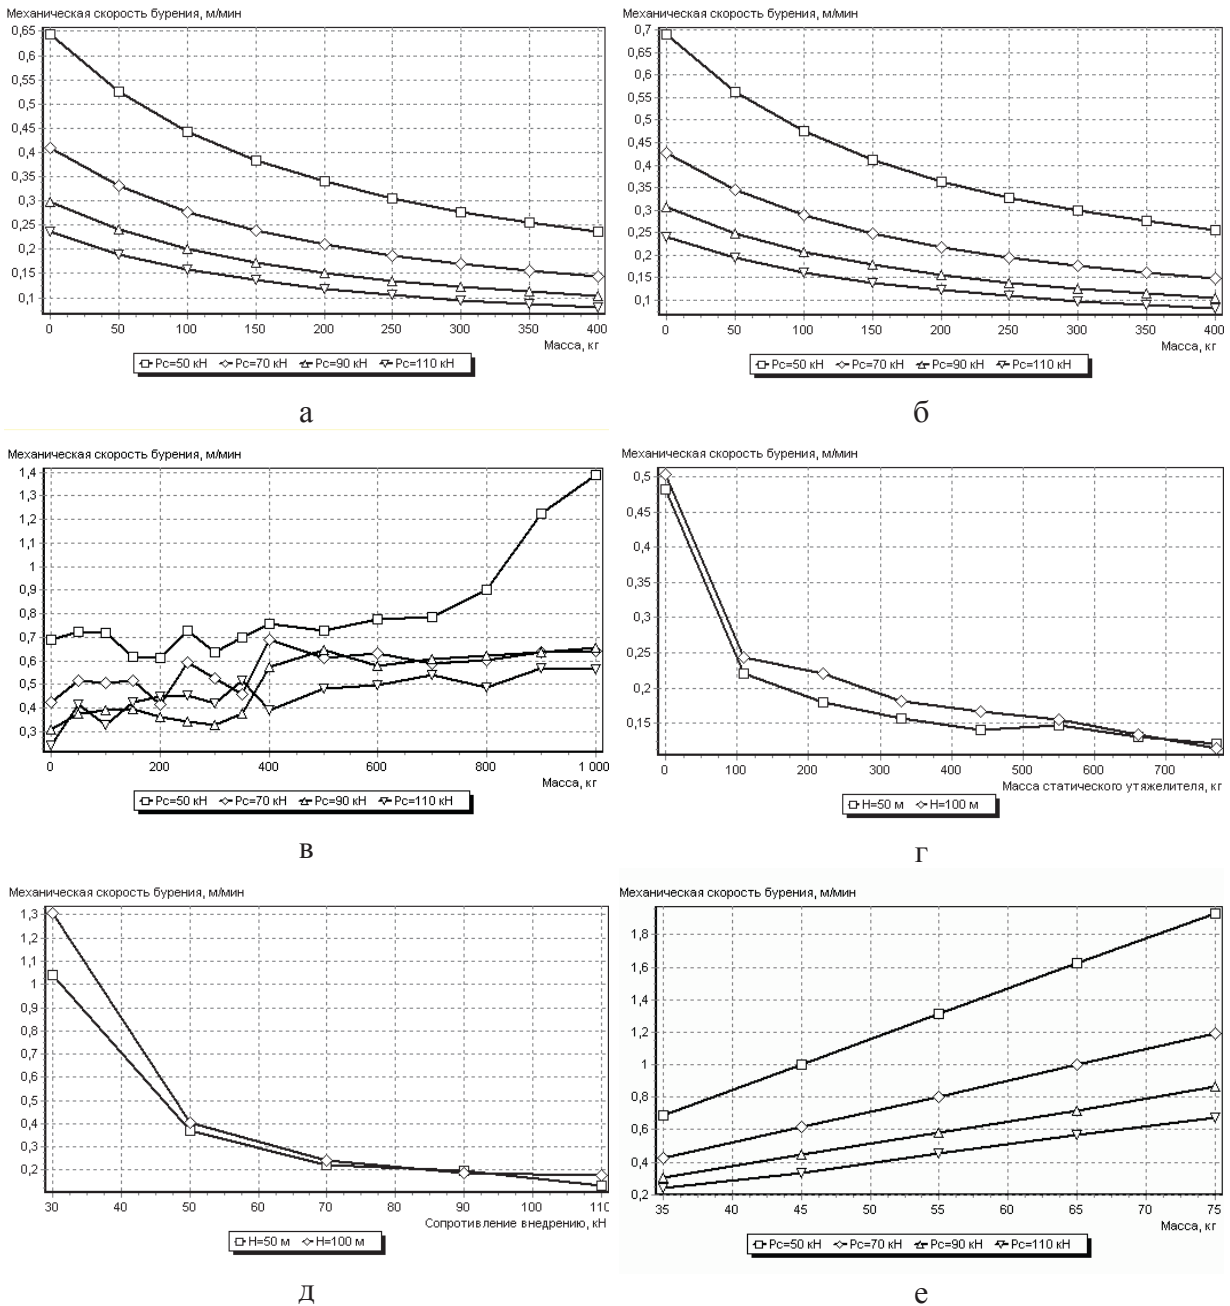 Механическая скорость бурения, м/мин
0,65
0,6
0,55
0,5
0,45
0,4
0,35
0,3
0,25
0,2
0,15
0,1
0 50 100 150 200 250 300 350 400
Масса, кг
Рс=50 кН Рс=70 кН Рс=90 кН Рс=110 кН
а
Механическая скорость бурения, м/мин
0,7
0,65
0,6
0,55
0,5
0,45
0,4
0,35
0,3
0,25
0,2
0,15
0,1
0 50 100 150 200 250 300 350 400
Масса, кг
Рс=50 кН Рс=70 кН Рс=90 кН Рс=110 кН
б
Механическая скорость бурения, м/мин
1,4
1,3
1,2
1,1
1
0,9
0,8
0,7
0,6
0,5
0,4
0,3
0 200 400 600 800 1 000
Масса, кг
Рс=50 кН Рс=70 кН Рс=90 кН Рс=110 кН
в
Механическая скорость бурения, м/мин
0,5
0,45
0,4
0,35
0,3
0,25
0,2
0,15
0 100 200 300 400 500 600 700
Масса статического утяжелителя, кг
Н=50 м Н=100 м
г
Механическая скорость бурения, м/мин
1,3
1,2
1,1
1
0,9
0,8
0,7
0,6
0,5
0,4
0,3
0,2
30 40 50 60 70 80 90 100 110
Сопротивление внедрению, кН
Н=50 м Н=100 м
д
Механическая скорость бурения, м/мин
1,8
1,6
1,4
1,2
1
0,8
0,6
0,4
0,2
35 40 45 50 55 60 65 70 75
Масса, кг
Рс=50 кН Рс=70 кН Рс=90 кН Рс=110 кН
е